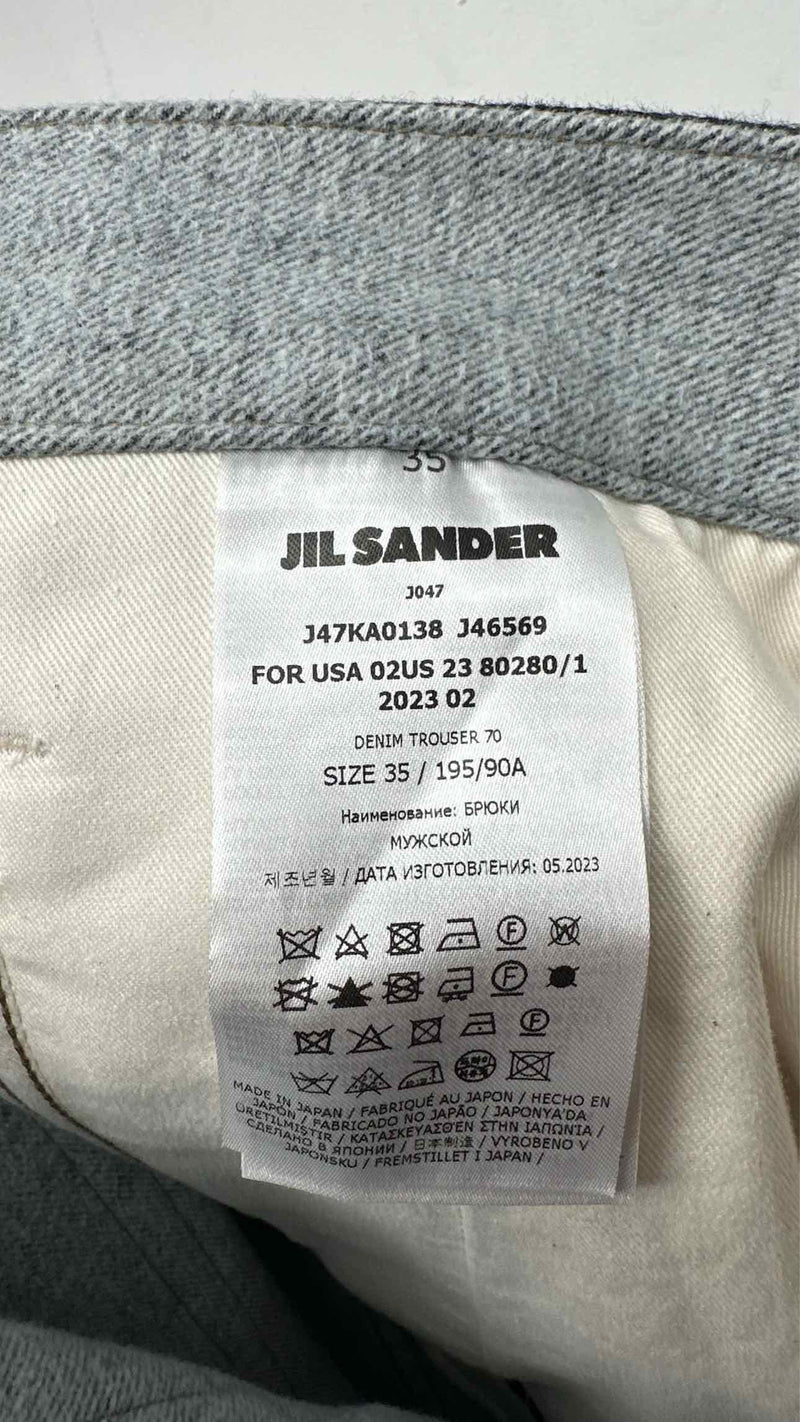 35
JIL SANDER
J047
J47KA0138 J46569
FOR USA 02US 23 80280/1
2023 02
DENIM TROUSER 70
SIZE 35 / 195/90A
Наименование: БРЮКИ
МУЖСКОЙ
제조년월 / ДАТА ИЗГОТОВЛЕНИЯ: 05.2023
F W
F
F
MADE IN JAPAN / FABRIQUÉ AU JAPON / HECHO EN
JAPÓN / FABRICADO NO JAPÃO / JAPONYA'DA
ÜRETILMISTIR / ΚΑΤΑΣΚΕΥΑΣΘΕΝ ΣΤΗΝ ΙΑΠΩΝΙΑ /
СДЕЛАНО В ЯПОНИИ / 日本制造 / VYROBENO V
JAPONSKU / FREMSTILLET I JAPAN /